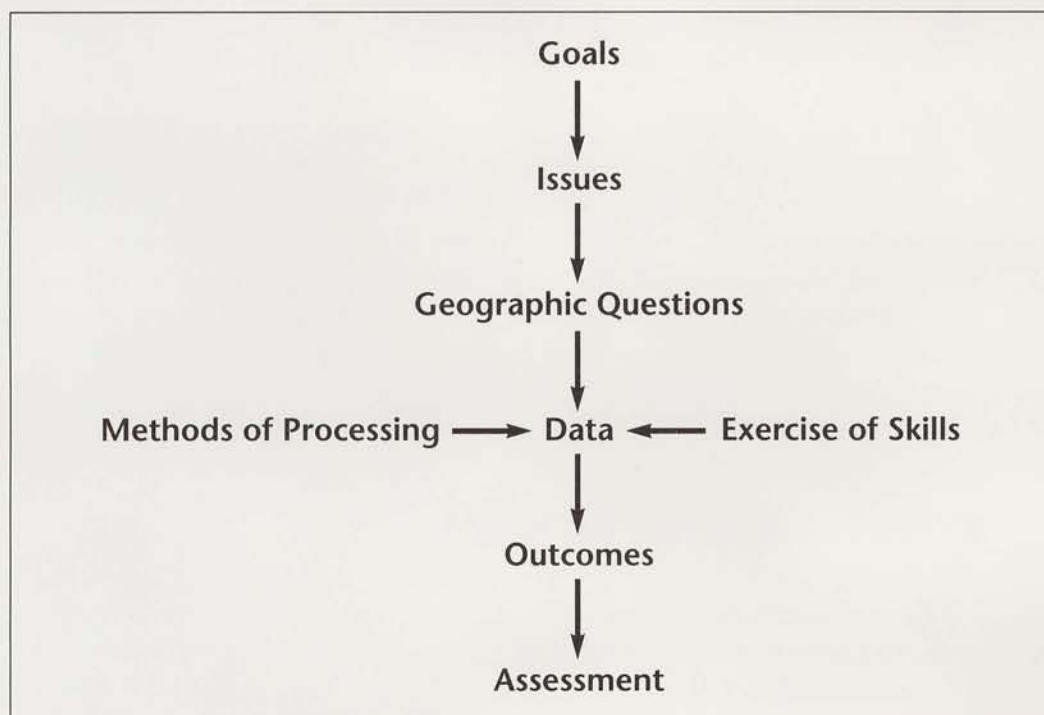 Goals
Issues
Geographic Questions
Methods of Processing Data Exercise of Skills
Outcomes
Assessment